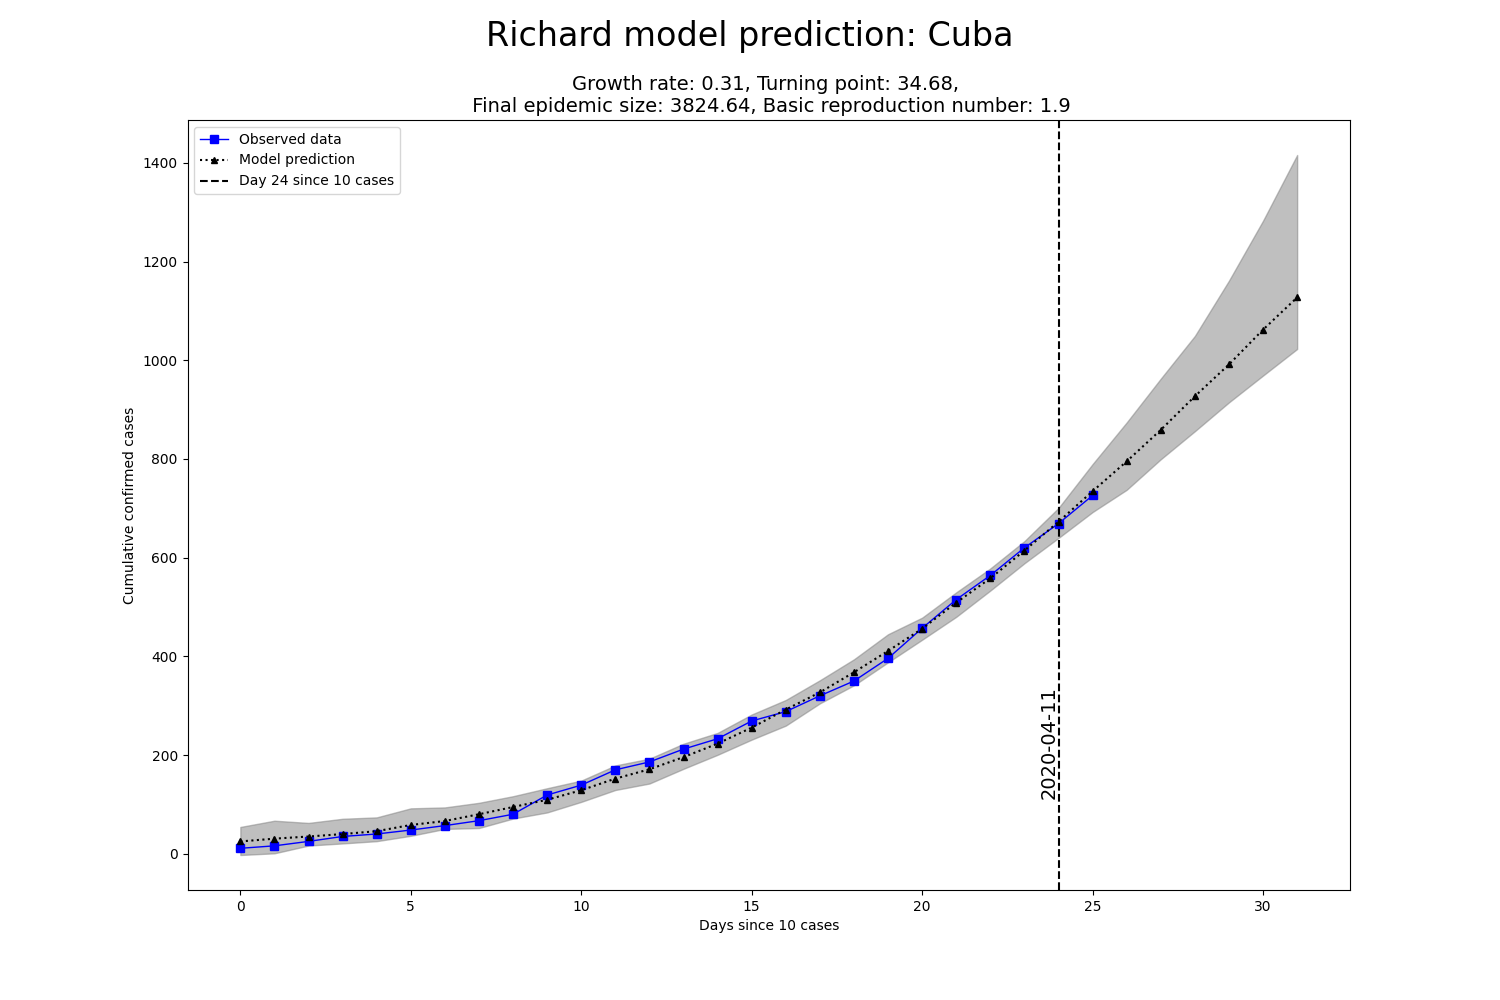 Richard model prediction: Cuba
Growth rate: 0.31, Turning point: 34.68,
Final epidemic size: 3824.64, Basic reproduction number: 1.9
Observed data
Model prediction
Day 24 since 10 cases
1400
1200
1000
800
600
400
200
0
Cumulative confirmed cases
2020-04-11
0 5 10 15 20 25 30
Days since 10 cases